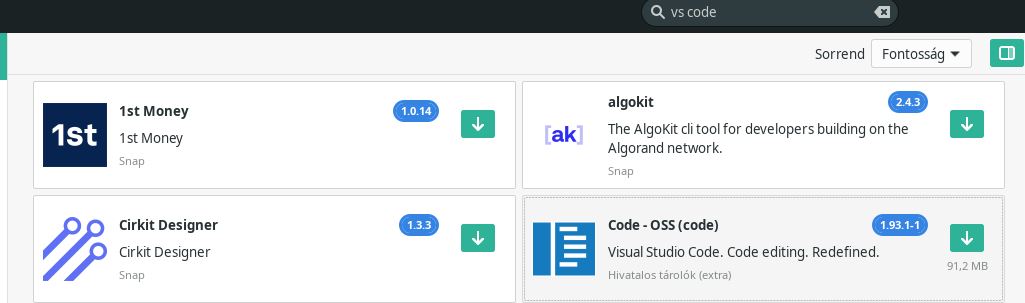 vs code
Sorrend Fontosság
1st
1st Money
1.0.14
1st Money
Snap
[ak]
algokit
2.4.3
The AlgoKit cli tool for developers building on the
Algorand network.
Snap
Cirkit Designer
1.3.3
Cirkit Designer
Snap
Code - OSS (code)
1.93.1-1
Visual Studio Code. Code editing. Redefined.
Hivatalos tárolók (extra)
91,2 MB